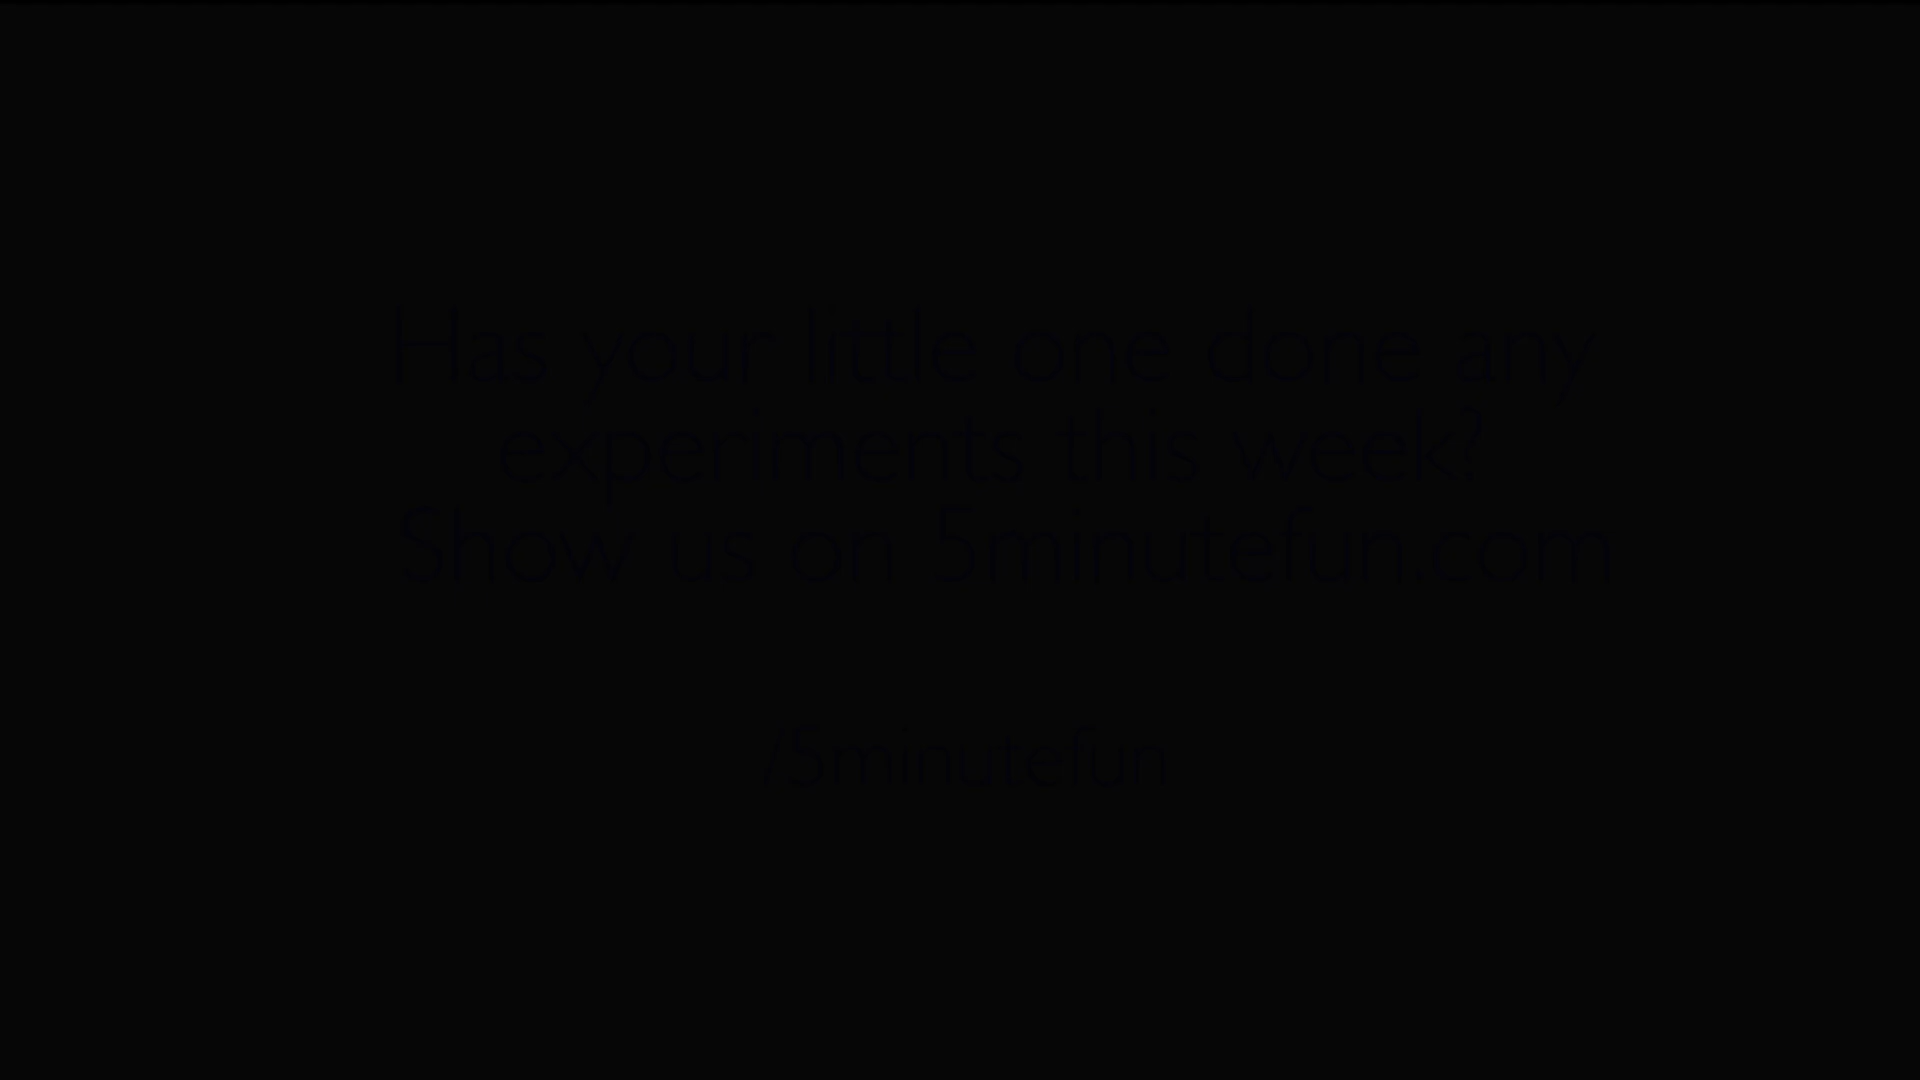 Has your little one done any
experiments this week?
Show us on 5minutefun.com
/5minutefun